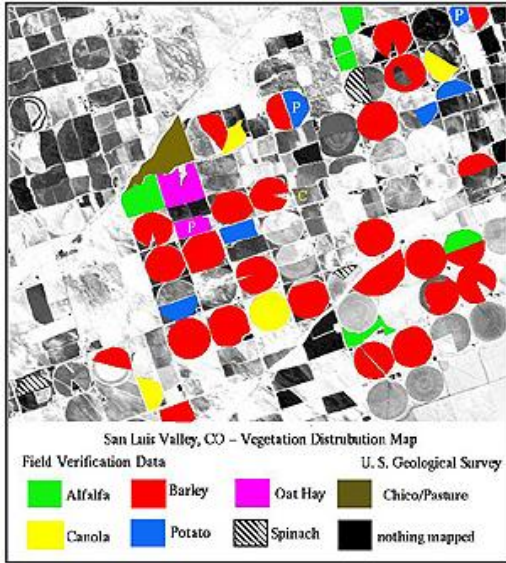 P
P
C
P
A
San Luis Valley, CO – Vegetation Distrubution Map
Field Verification Data
U. S. Geological Survey
Alfalfa
Barley
Oat Hay
Chico/Pasture
Canola
Potato
Spinach
nothing mapped